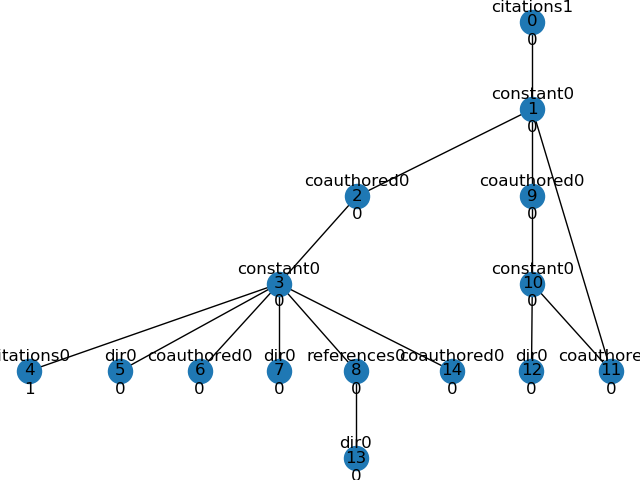 citations1
0
0
constant0
1
0
coauthored0 coauthored0
2 9
0 0
constant0 constant0
3 10
0 0
itations0 dir0 coauthored0 dir0 references0 coauthored0 dir0 coauthore
4 5 6 7 8 14 12 11
1 0 0 0 0 0 0 0
dir0
13
0